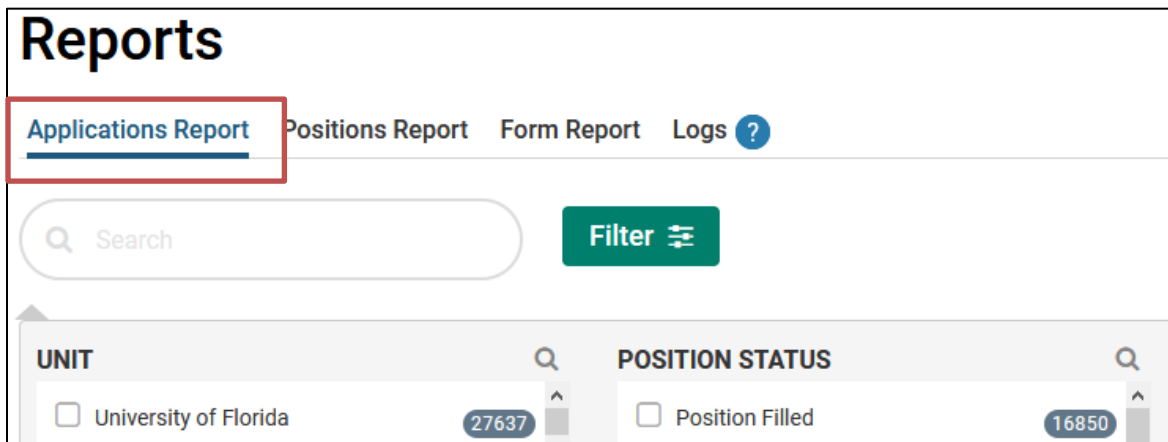 Reports
Applications Report Positions Report Form Report Logs ?
Search Filter
UNIT POSITION STATUS
University of Florida 27637 Position Filled 16850